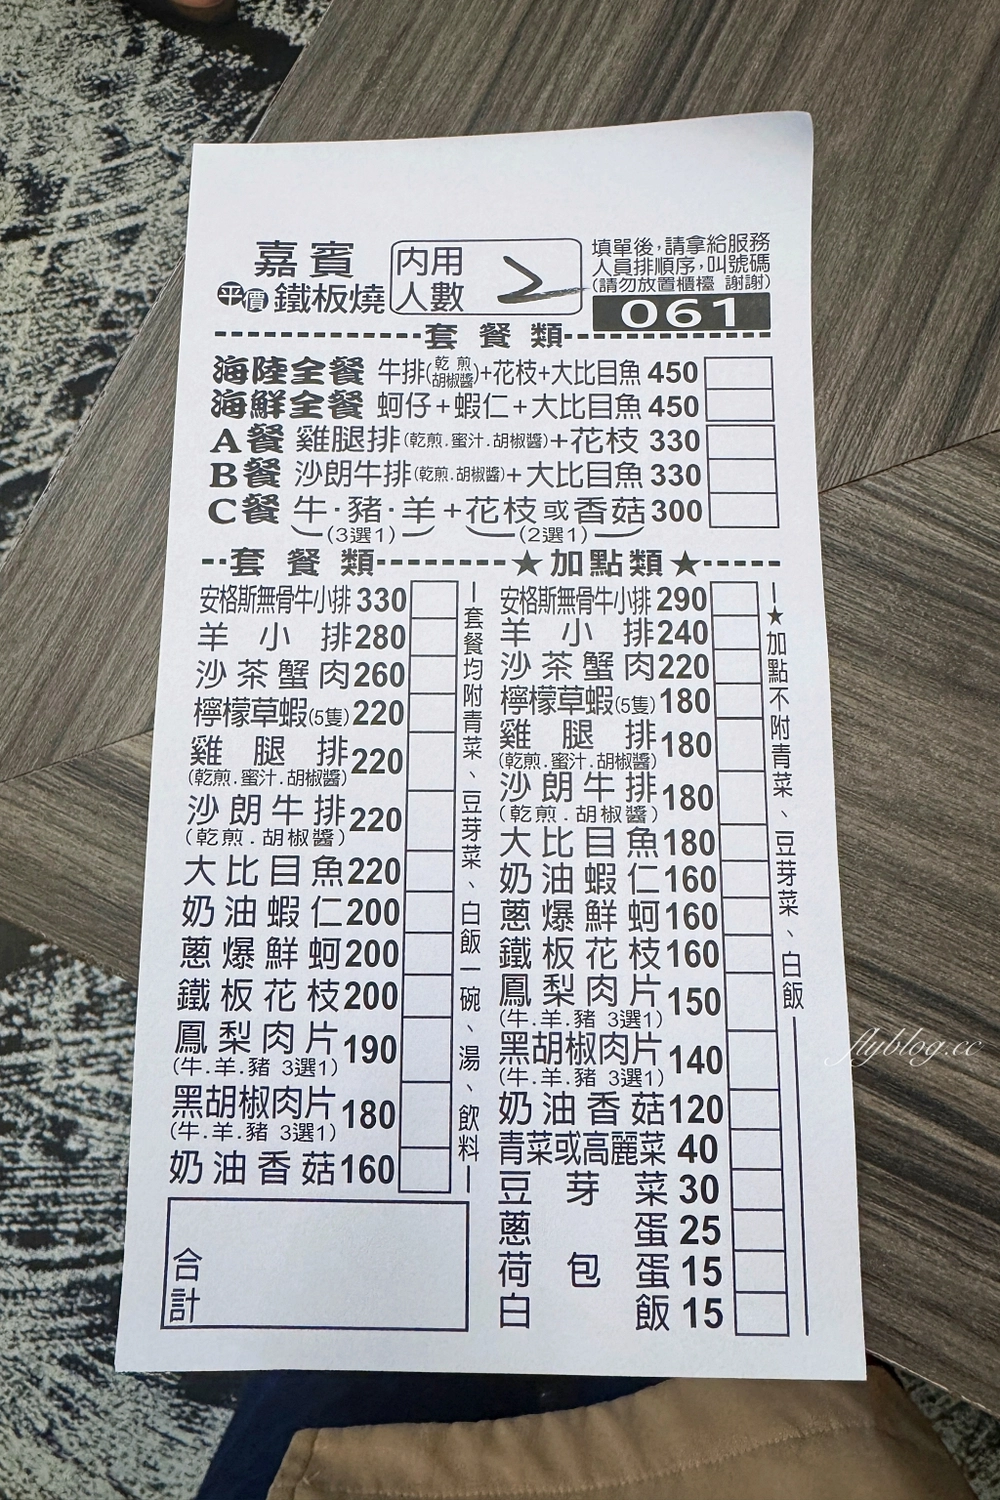 嘉賓
平價 鐵板燒
內用
人數
2
填單後,請拿給服務
人員排順序,叫號碼
(請勿放置櫃檯 謝謝)
061
套餐類
海陸全餐 牛排(乾煎 胡椒醬)+花枝+大比目魚 450
海鮮全餐 蚵仔+蝦仁+大比目魚 450
A餐 雞腿排(乾煎.蜜汁.胡椒醬)+花枝 330
B餐 沙朗牛排(乾煎.胡椒醬)+大比目魚 330
C餐 牛·豬·羊+花枝或香菇 300
(3選1) (2選1)
套餐類
安格斯無骨牛小排 330
羊小排 280
沙茶蟹肉 260
檸檬草蝦(5隻) 220
雞腿排 220
(乾煎.蜜汁.胡椒醬)
沙朗牛排 220
(乾煎.胡椒醬)
大比目魚 220
奶油蝦仁 200
蔥爆鮮蚵 200
鐵板花枝 200
鳳梨肉片 190
(牛.羊.豬 3選1)
黑胡椒肉片 180
(牛.羊.豬 3選1)
奶油香菇 160
套餐均附青菜、豆芽菜、白飯一碗、湯、飲料
合計
★加點類★
安格斯無骨牛小排 290
羊小排 240
沙茶蟹肉 220
檸檬草蝦(5隻) 180
雞腿排 180
(乾煎.蜜汁.胡椒醬)
沙朗牛排 180
(乾煎.胡椒醬)
大比目魚 180
奶油蝦仁 160
蔥爆鮮蚵 160
鐵板花枝 160
鳳梨肉片 150
(牛.羊.豬 3選1)
黑胡椒肉片 140
(牛.羊.豬 3選1)
奶油香菇 120
青菜或高麗菜 40
豆芽菜 30
蔥蛋 25
荷包蛋 15
白飯 15
★加點不附青菜、豆芽菜、白飯
flyblog.cc